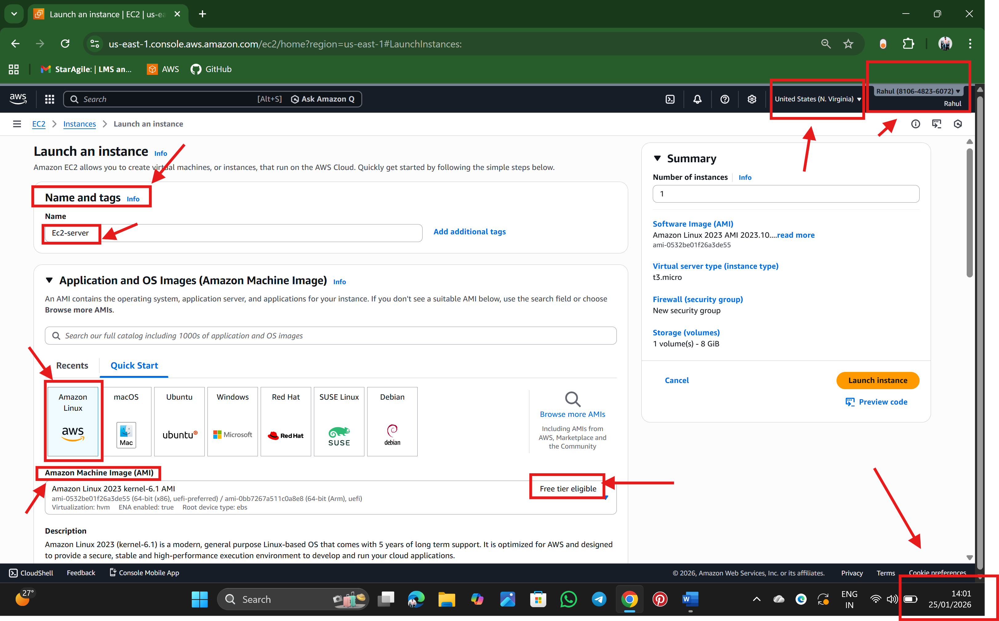 Launch an instance | EC2 | us-ea
us-east-1.console.aws.amazon.com/ec2/home?region=us-east-1#LaunchInstances:
StarAgile: | LMS an...
AWS
GitHub
aws
Search
[Alt+S]
Ask Amazon Q
United States (N. Virginia)
Rahul (8106-4823-6072)
Rahul
EC2
Instances
Launch an instance
Launch an instance Info
Amazon EC2 allows you to create virtual machines, or instances, that run on the AWS Cloud. Quickly get started by following the simple steps below.
Name and tags Info
Name
Ec2-server
Add additional tags
Application and OS Images (Amazon Machine Image) Info
An AMI contains the operating system, application server, and applications for your instance. If you don't see a suitable AMI below, use the search field or choose
Browse more AMIs.
Search our full catalog including 1000s of application and OS images
Recents
Quick Start
Amazon
Linux
aws
macOS
Mac
Ubuntu
ubuntu
Windows
Microsoft
Red Hat
Red Hat
SUSE Linux
SUSE
Debian
debian
Browse more AMIs
Including AMIs from
AWS, Marketplace and
the Community
Amazon Machine Image (AMI)
Amazon Linux 2023 kernel-6.1 AMI
Free tier eligible
ami-0532be01f26a3de55 (64-bit (x86), uefi-preferred) / ami-0bb7267a511c0a8e8 (64-bit (Arm), uefi)
Virtualization: hvm ENA enabled: true Root device type: ebs
Description
Amazon Linux 2023 (kernel-6.1) is a modern, general purpose Linux-based OS that comes with 5 years of long term support. It is optimized for AWS and designed
to provide a secure, stable and high-performance execution environment to develop and run your cloud applications.
Summary
Number of instances Info
1
Software Image (AMI)
Amazon Linux 2023 AMI 2023.10....read more
ami-0532be01f26a3de55
Virtual server type (instance type)
t3.micro
Firewall (security group)
New security group
Storage (volumes)
1 volume(s) - 8 GiB
Cancel
Launch instance
Preview code
CloudShell
Feedback
Console Mobile App
© 2026, Amazon Web Services, Inc. or its affiliates.
Privacy
Terms
Cookie preferences
27°
Search
W
ENG
IN
14:01
25/01/2026